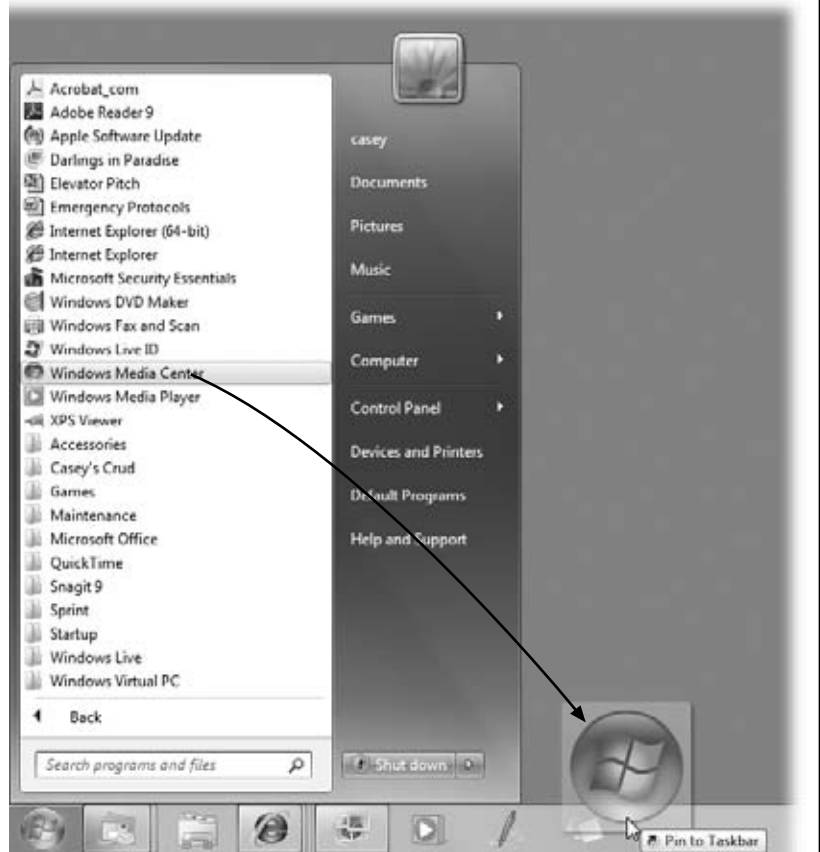 Acrobat_com
Adobe Reader 9
Apple Software Update
Darlings in Paradise
Elevator Pitch
Emergency Protocols
Internet Explorer (64-bit)
Internet Explorer
Microsoft Security Essentials
Windows DVD Maker
Windows Fax and Scan
Windows Live ID
Windows Media Center
Windows Media Player
XPS Viewer
Accessories
Casey's Crud
Games
Maintenance
Microsoft Office
QuickTime
Snagit 9
Sprint
Startup
Windows Live
Windows Virtual PC
Back
Search programs and files
casey
Documents
Pictures
Music
Games
Computer
Control Panel
Devices and Printers
Default Programs
Help and Support
Shut down
Pin to Taskbar